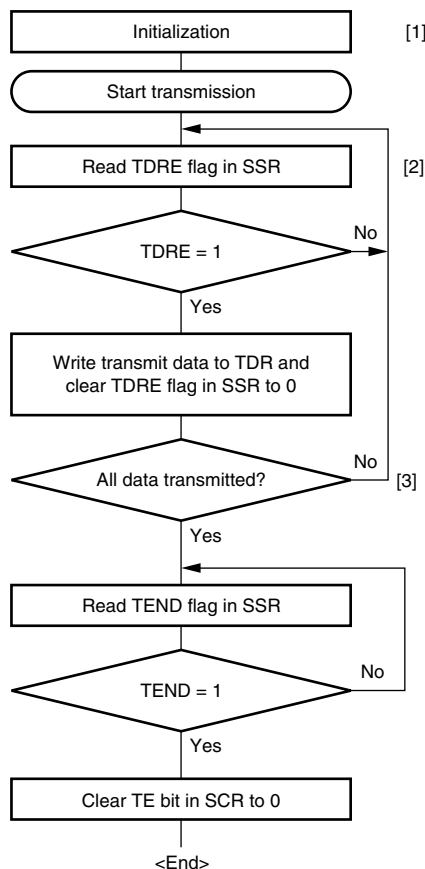 Initialization
[1]
Start transmission
Read TDRE flag in SSR
[2]
No
TDRE = 1
Yes
Write transmit data to TDR and
clear TDRE flag in SSR to 0
No
All data transmitted?
[3]
Yes
Read TEND flag in SSR
No
TEND = 1
Yes
Clear TE bit in SCR to 0
<End>